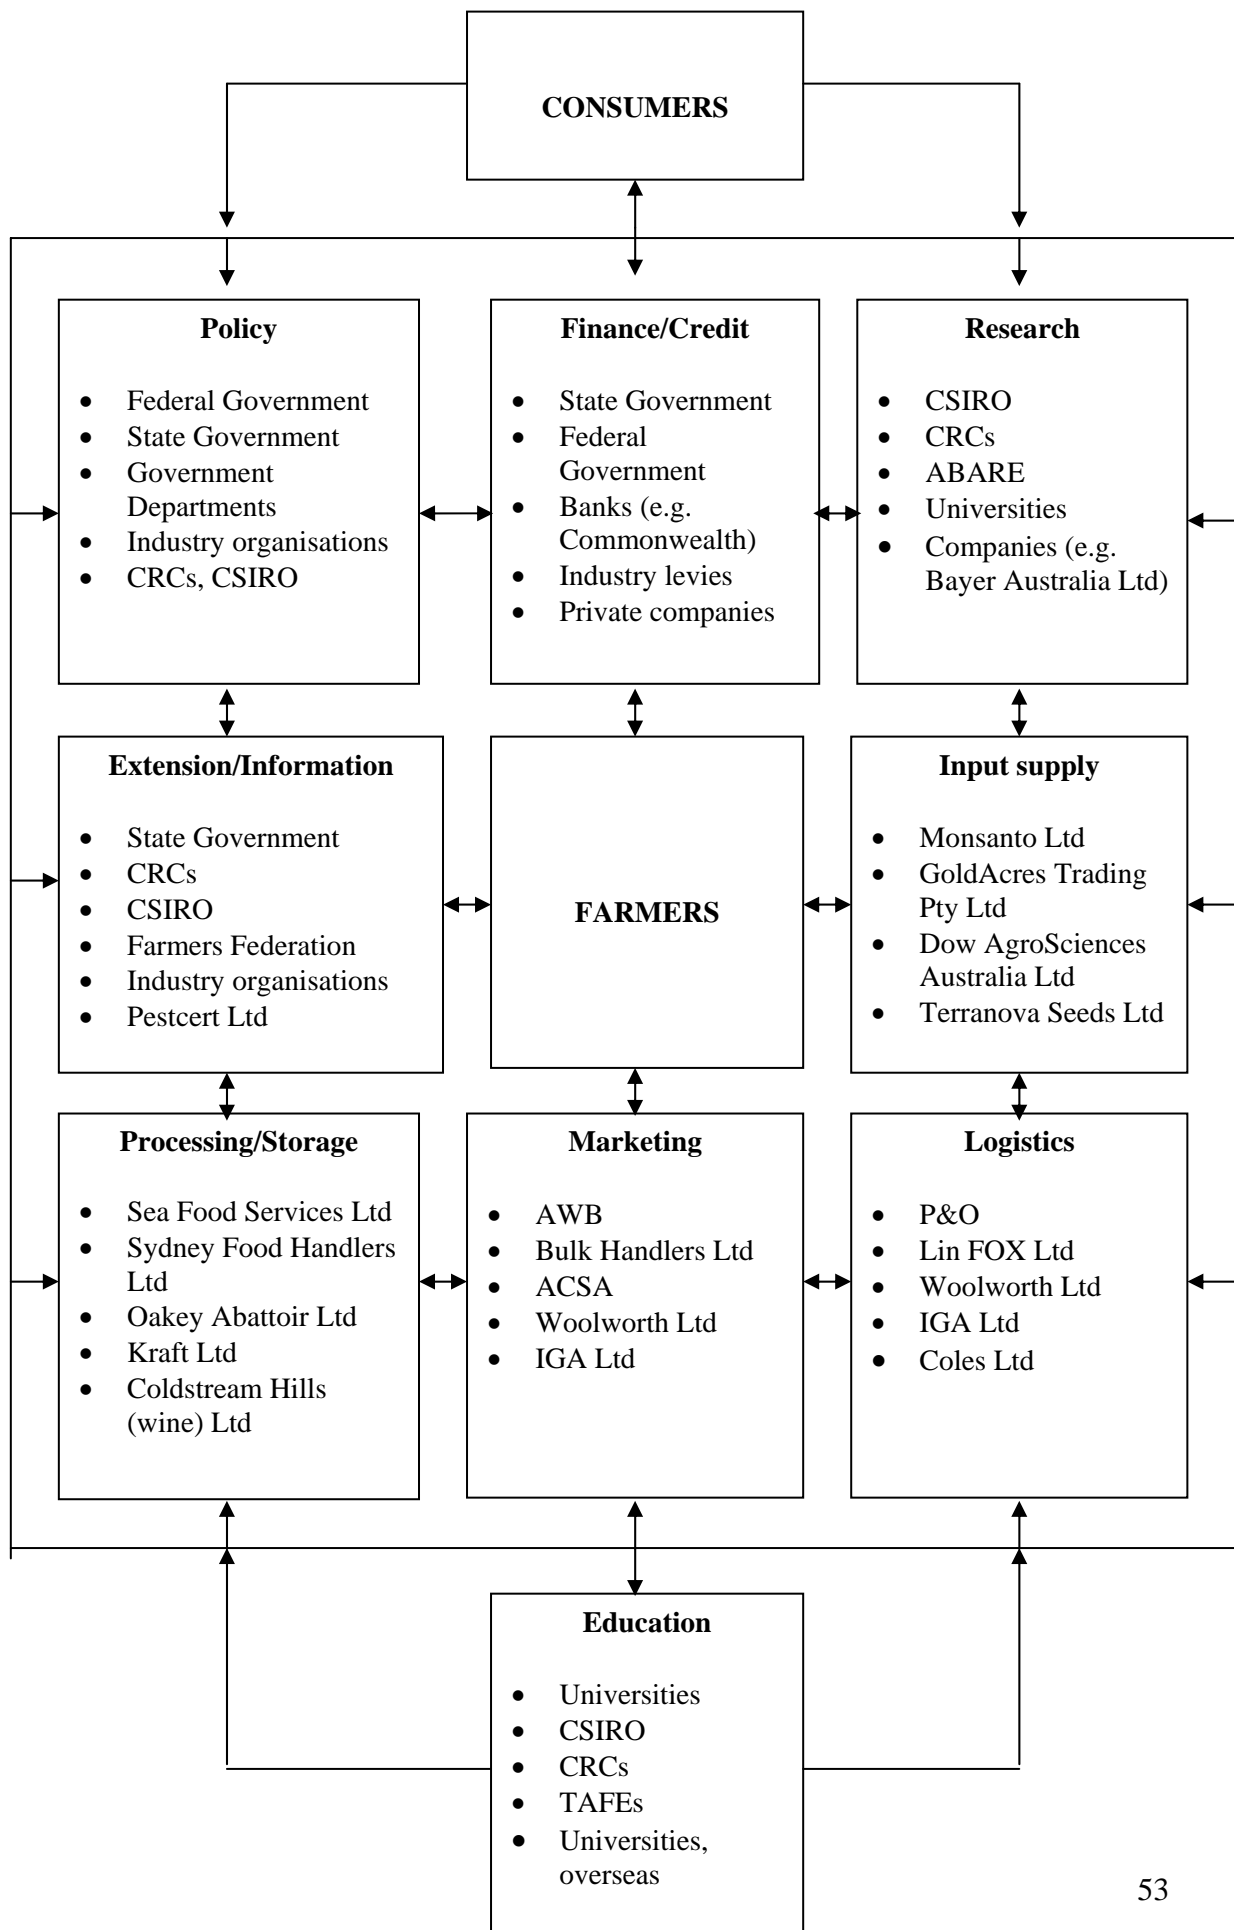 CONSUMERS
Policy
• Federal Government
• State Government
• Government
Departments
• Industry organisations
• CRCs, CSIRO
Finance/Credit
• State Government
• Federal
Government
• Banks (e.g.
Commonwealth)
• Industry levies
• Private companies
Research
• CSIRO
• CRCs
• ABARE
• Universities
• Companies (e.g.
Bayer Australia Ltd)
Extension/Information
• State Government
• CRCs
• CSIRO
• Farmers Federation
• Industry organisations
• Pestcert Ltd
FARMERS
Input supply
• Monsanto Ltd
• GoldAcres Trading
Pty Ltd
• Dow AgroSciences
Australia Ltd
• Terranova Seeds Ltd
Processing/Storage
• Sea Food Services Ltd
• Sydney Food Handlers
Ltd
• Oakey Abattoir Ltd
• Kraft Ltd
• Coldstream Hills
(wine) Ltd
Marketing
• AWB
• Bulk Handlers Ltd
• ACSA
• Woolworth Ltd
• IGA Ltd
Logistics
• P&O
• Lin FOX Ltd
• Woolworth Ltd
• IGA Ltd
• Coles Ltd
Education
• Universities
• CSIRO
• CRCs
• TAFEs
• Universities,
overseas
53